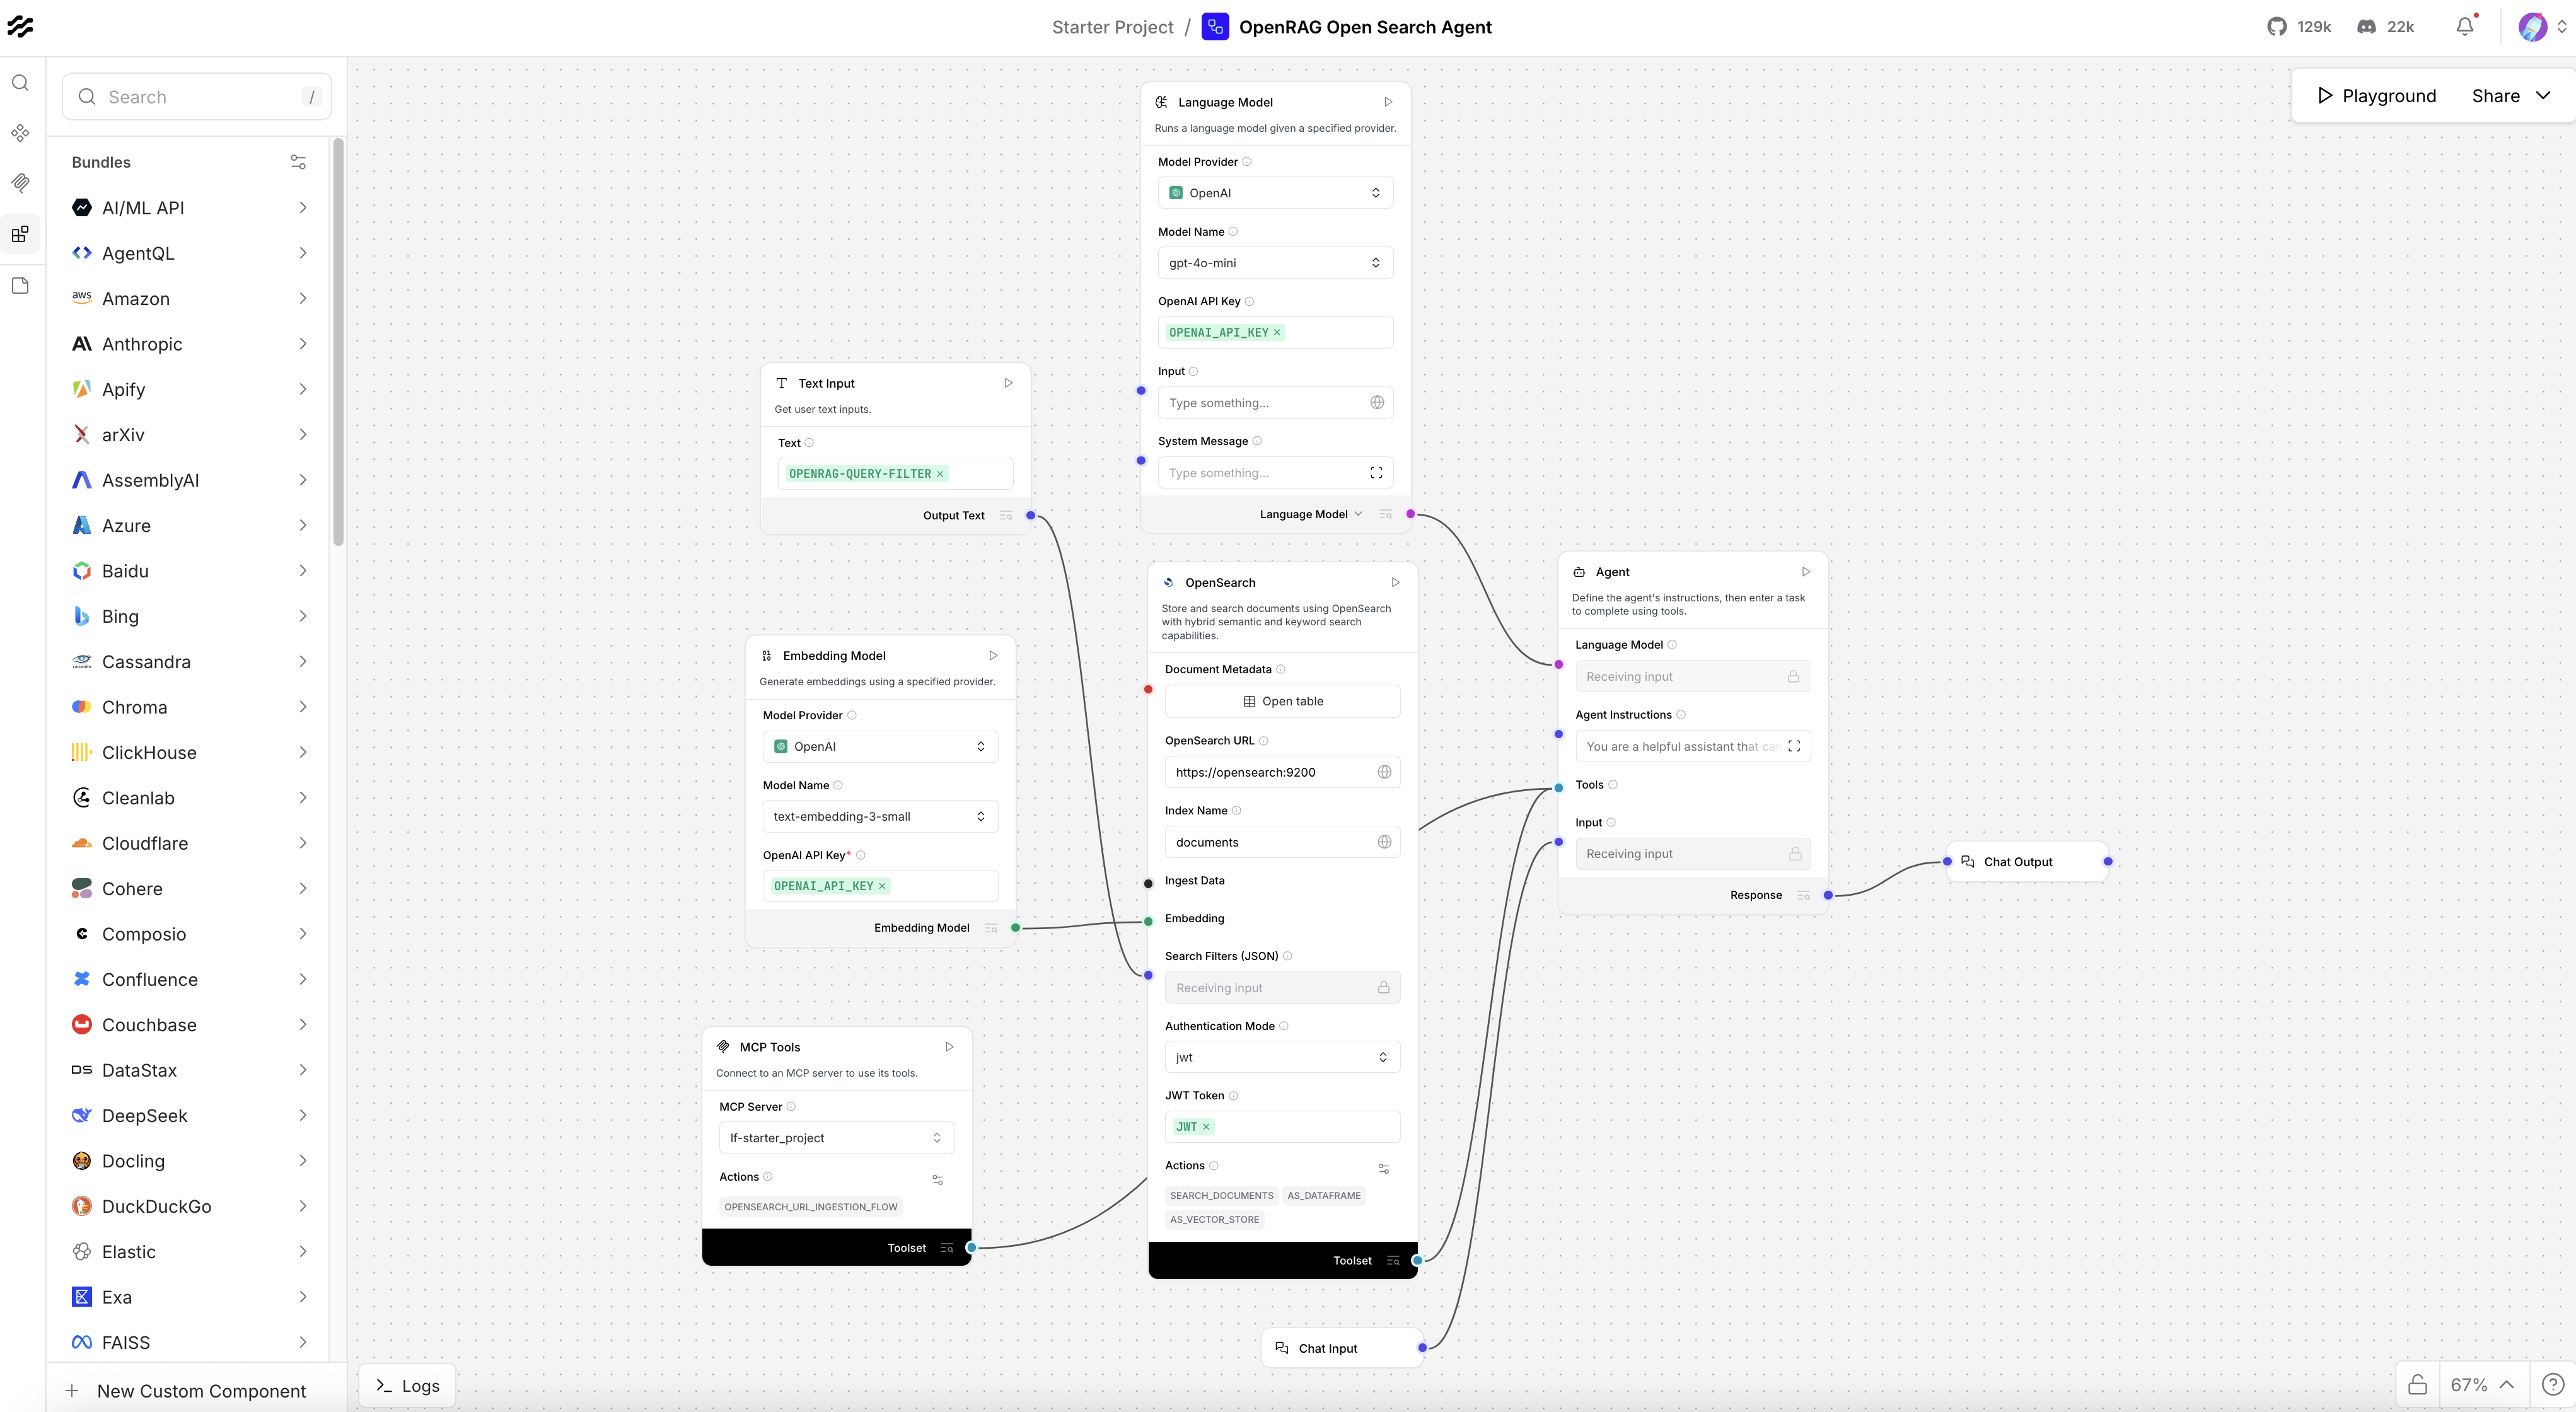 Starter Project / OpenRAG Open Search Agent
129k
22k
Search
/
Playground
Share
Bundles
AI/ML API
AgentQL
aws
Amazon
Anthropic
Apify
arXiv
AssemblyAI
Azure
Baidu
Bing
Cassandra
Chroma
ClickHouse
Cleanlab
Cloudflare
Cohere
Composio
Confluence
Couchbase
DS
DataStax
DeepSeek
Docling
DuckDuckGo
Elastic
Exa
FAISS
New Custom Component
Text Input
Get user text inputs.
Text
OPENRAG-QUERY-FILTER
Output Text
Embedding Model
Generate embeddings using a specified provider.
Model Provider
OpenAI
Model Name
text-embedding-3-small
OpenAI API Key*
OPENAI_API_KEY
Embedding Model
MCP Tools
Connect to an MCP server to use its tools.
MCP Server
lf-starter_project
Actions
OPENSEARCH_URL_INGESTION_FLOW
Toolset
Language Model
Runs a language model given a specified provider.
Model Provider
OpenAI
Model Name
gpt-4o-mini
OpenAI API Key
OPENAI_API_KEY
Input
Type something...
System Message
Type something...
Language Model
OpenSearch
Store and search documents using OpenSearch
with hybrid semantic and keyword search
capabilities.
Document Metadata
Open table
OpenSearch URL
https://opensearch:9200
Index Name
documents
Ingest Data
Embedding
Search Filters (JSON)
Receiving input
Authentication Mode
jwt
JWT Token
JWT
Actions
SEARCH_DOCUMENTS
AS_DATAFRAME
AS_VECTOR_STORE
Toolset
Chat Input
Agent
Define the agent's instructions, then enter a task
to complete using tools.
Language Model
Receiving input
Agent Instructions
You are a helpful assistant that can
Tools
Input
Receiving input
Response
Chat Output
Logs
67%